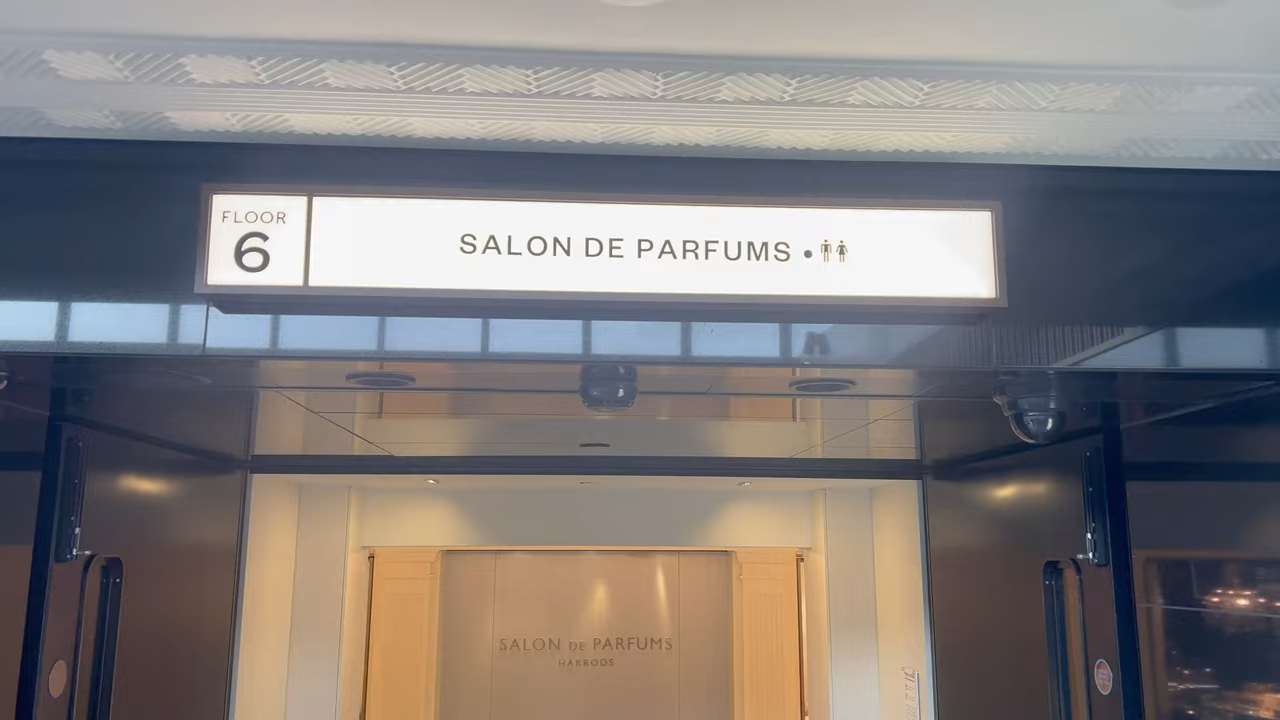 FLOOR
6
SALON DE PARFUMS •
SALON DE PARFUMS
HARRODS